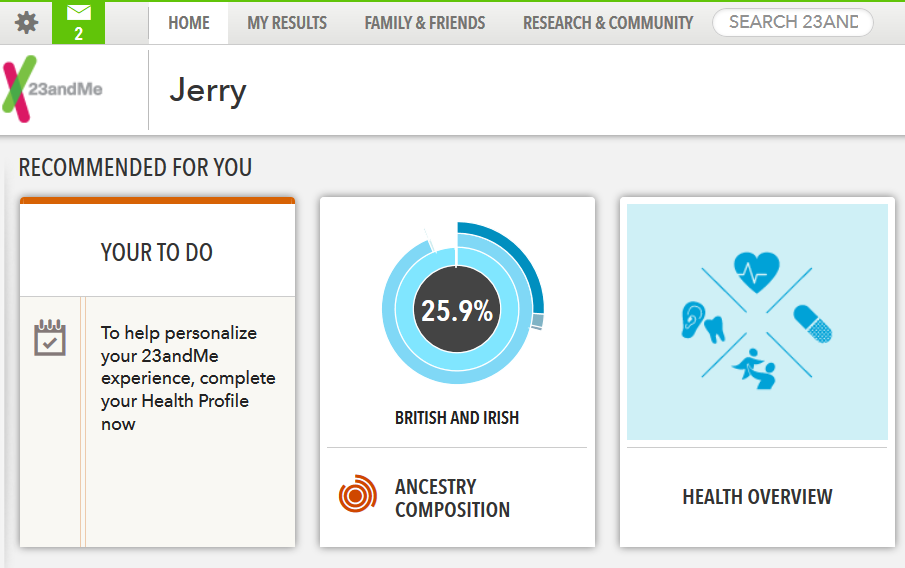 2
HOME
MY RESULTS
FAMILY & FRIENDS
RESEARCH & COMMUNITY
SEARCH 23AND
23andMe
Jerry
RECOMMENDED FOR YOU
YOUR TO DO
To help personalize
your 23andMe
experience, complete
your Health Profile
now
25.9%
BRITISH AND IRISH
ANCESTRY
COMPOSITION
HEALTH OVERVIEW